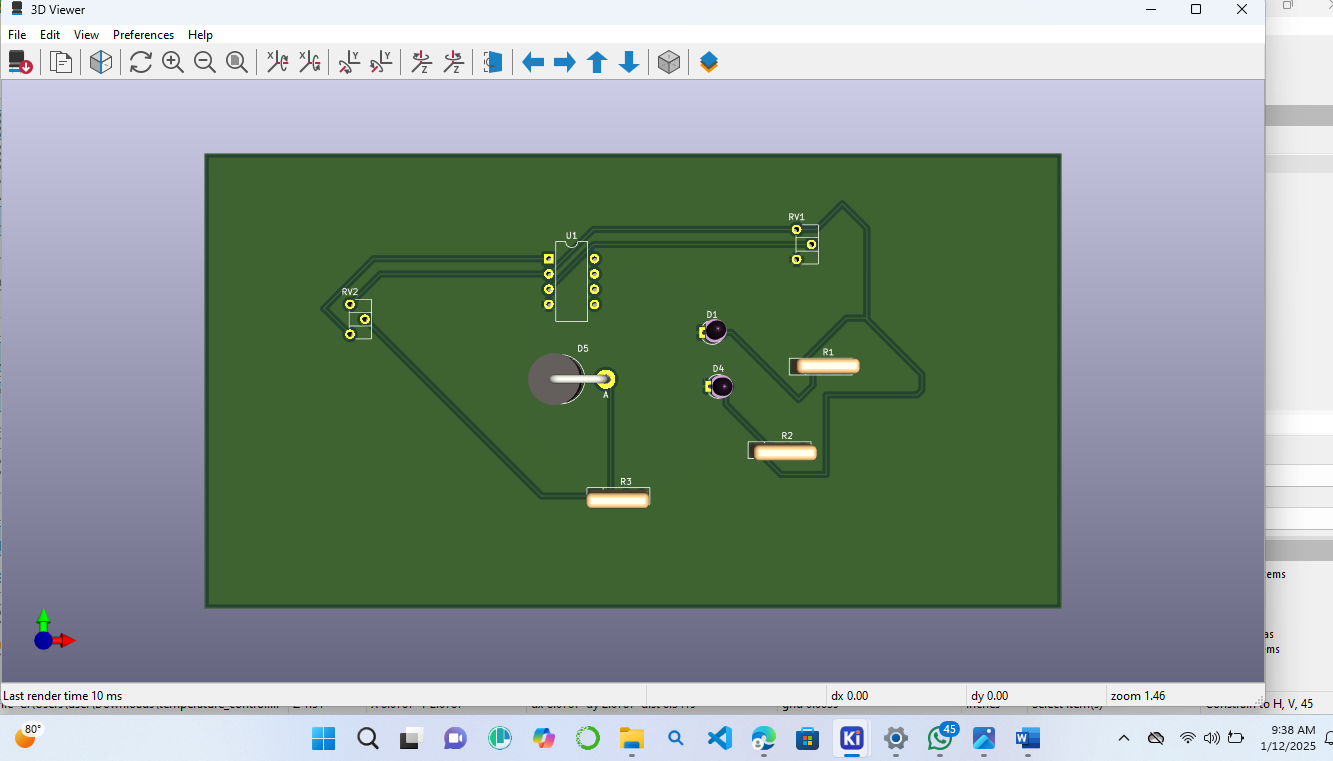 3D Viewer
File Edit View Preferences Help
X X Y Y Z Z
RV1
U1
RV2
D1
D5
R1
D4
A
R2
R3
Last render time 10 ms dx 0.00 dy 0.00 zoom 1.46
ems
as
ms
Constrain to H, V, 45
80°
Ki
45
W
9:38 AM
1/12/2025